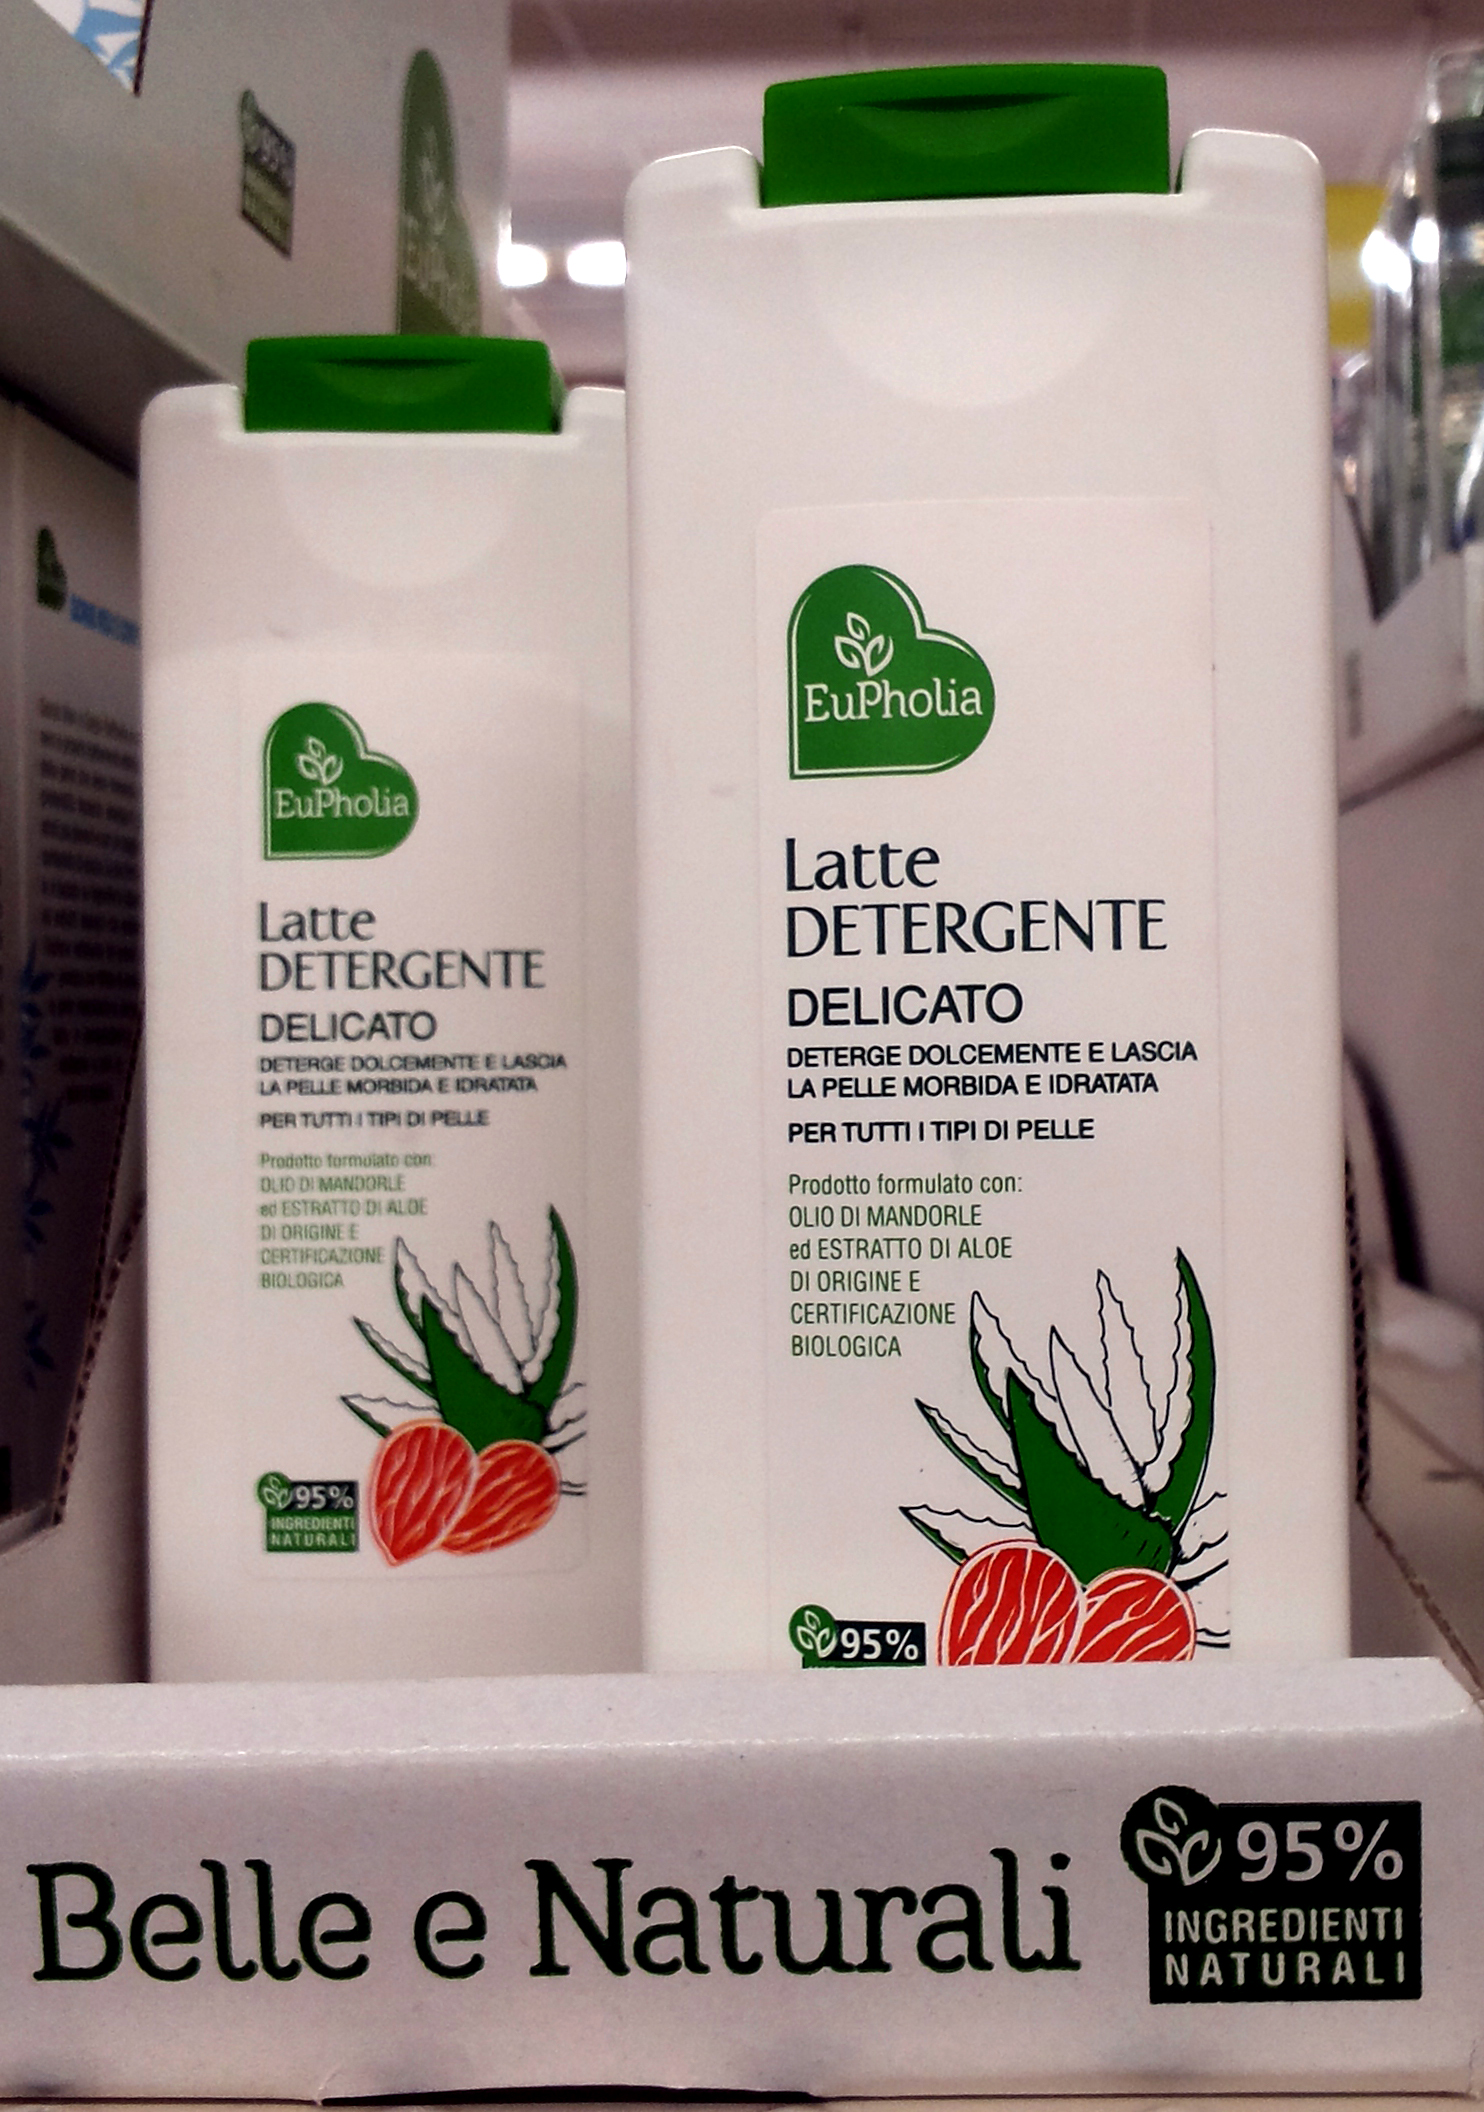 EuPholia
Latte
DETERGENTE
DELICATO
DETERGE DOLCEMENTE E LASCIA
LA PELLE MORBIDA E IDRATATA
PER TUTTI I TIPI DI PELLE
Prodotto formulato con:
OLIO DI MANDORLE
ed ESTRATTO DI ALOE
DI ORIGINE E
CERTIFICAZIONE
BIOLOGICA
95%
INGREDIENTI
NATURALI
EuPholia
Latte
DETERGENTE
DELICATO
DETERGE DOLCEMENTE E LASCIA
LA PELLE MORBIDA E IDRATATA
PER TUTTI I TIPI DI PELLE
Prodotto formulato con:
OLIO DI MANDORLE
ed ESTRATTO DI ALOE
DI ORIGINE E
CERTIFICAZIONE
BIOLOGICA
95%
Belle e Naturali
95%
INGREDIENTI
NATURALI